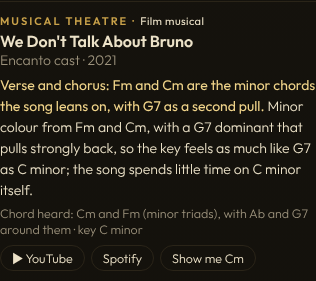 MUSICAL THEATRE · Film musical
We Don't Talk About Bruno
Encanto cast · 2021
Verse and chorus: Fm and Cm are the minor chords
the song leans on, with G7 as a second pull. Minor
colour from Fm and Cm, with a G7 dominant that
pulls strongly back, so the key feels as much like G7
as C minor; the song spends little time on C minor
itself.
Chord heard: Cm and Fm (minor triads), with Ab and G7
around them · key C minor
▶ YouTube Spotify Show me Cm